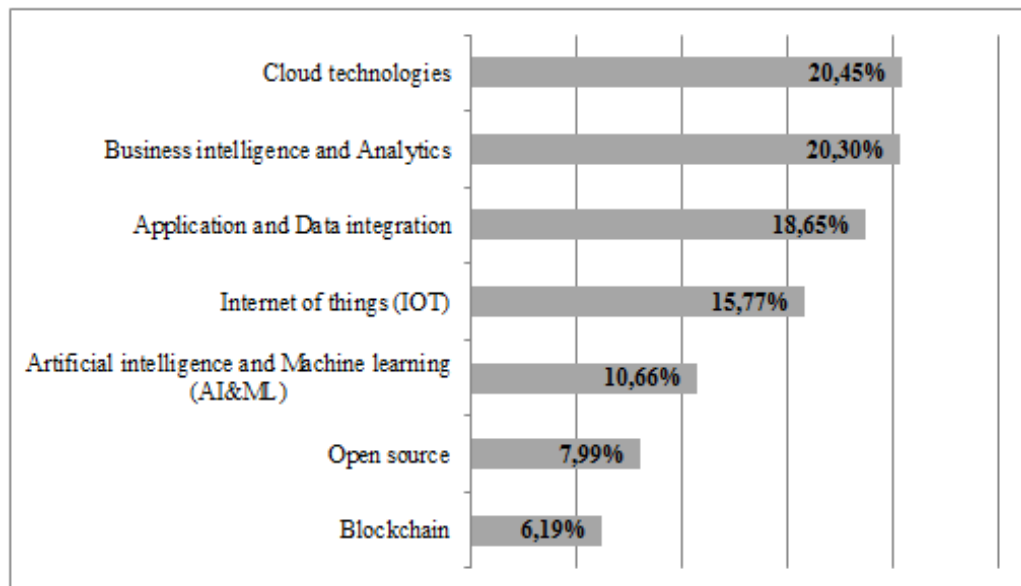 Cloud technologies 20,45%
Business intelligence and Analytics 20,30%
Application and Data integration 18,65%
Internet of things (IOT) 15,77%
Artificial intelligence and Machine learning
(AI&ML) 10,66%
Open source 7,99%
Blockchain 6,19%